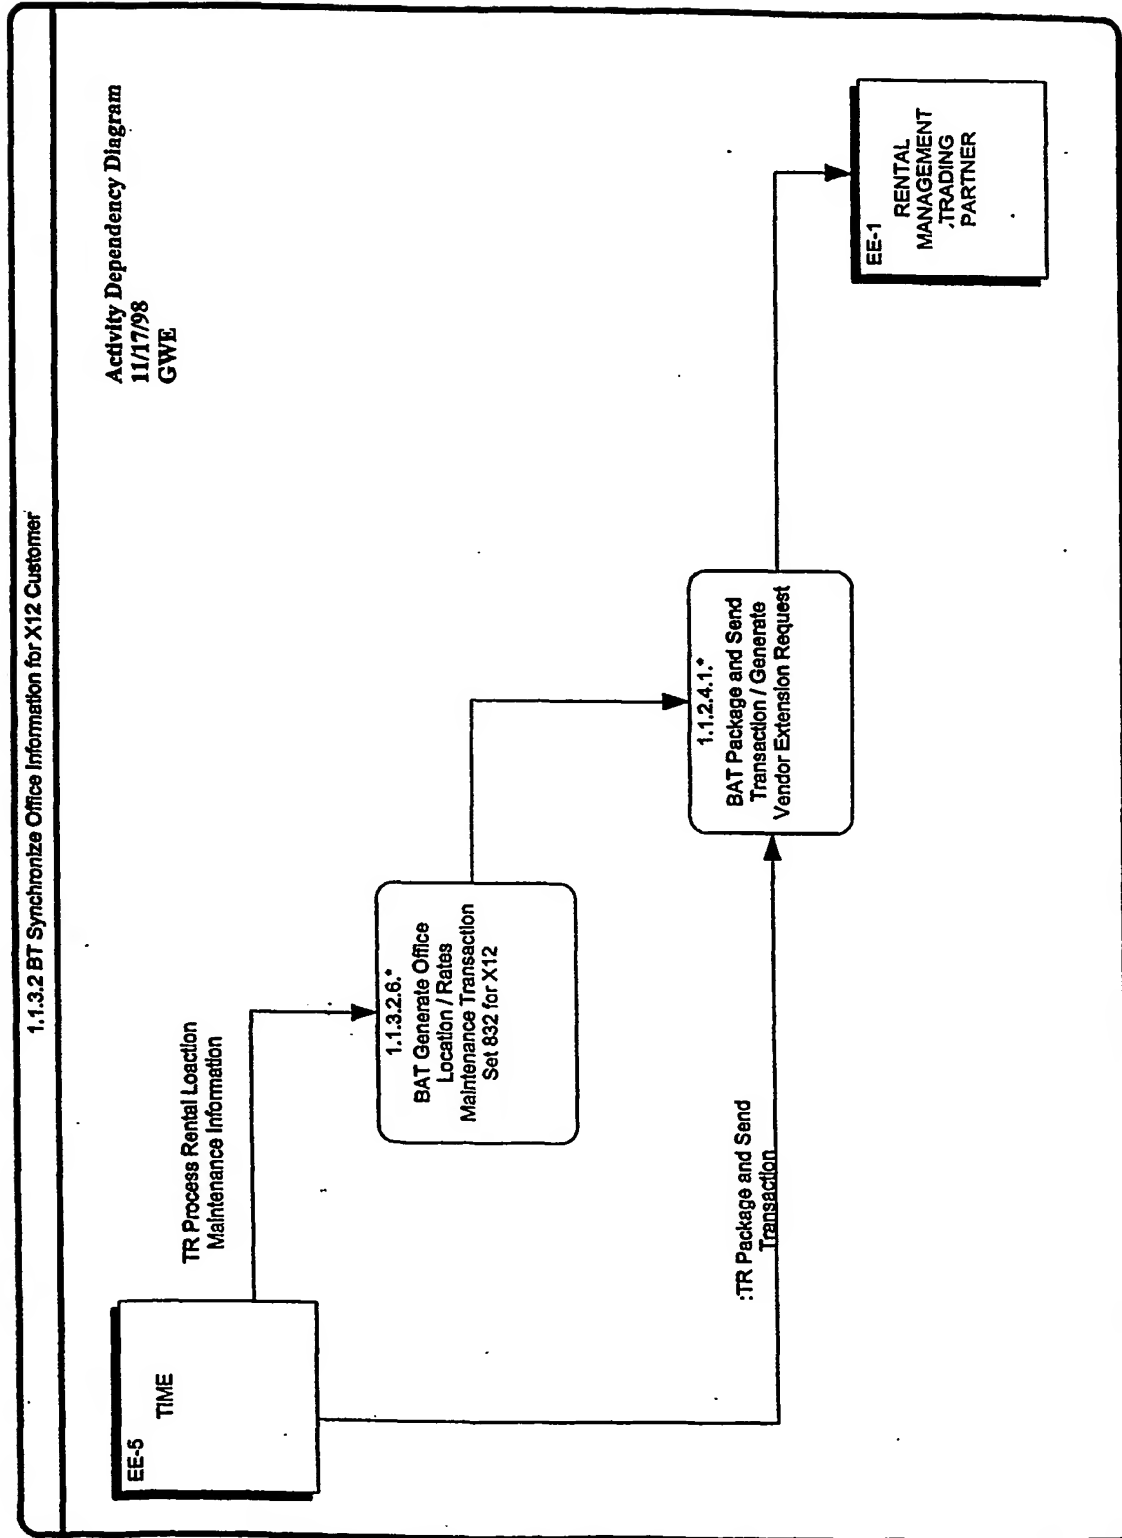 1.1.3.2 BT Synchronize Office Information for X12 Customer
Activity Dependency Diagram
11/17/98
GWE
EE-5
TIME
TR Process Rental Loaction
Maintenance Information
1.1.3.2.6.*
BAT Generate Office
Location / Rates
Maintenance Transaction
Set 832 for X12
:TR Package and Send
Transaction
1.1.2.4.1.*
BAT Package and Send
Transaction / Generate
Vendor Extension Request
EE-1
RENTAL
MANAGEMENT
TRADING
PARTNER